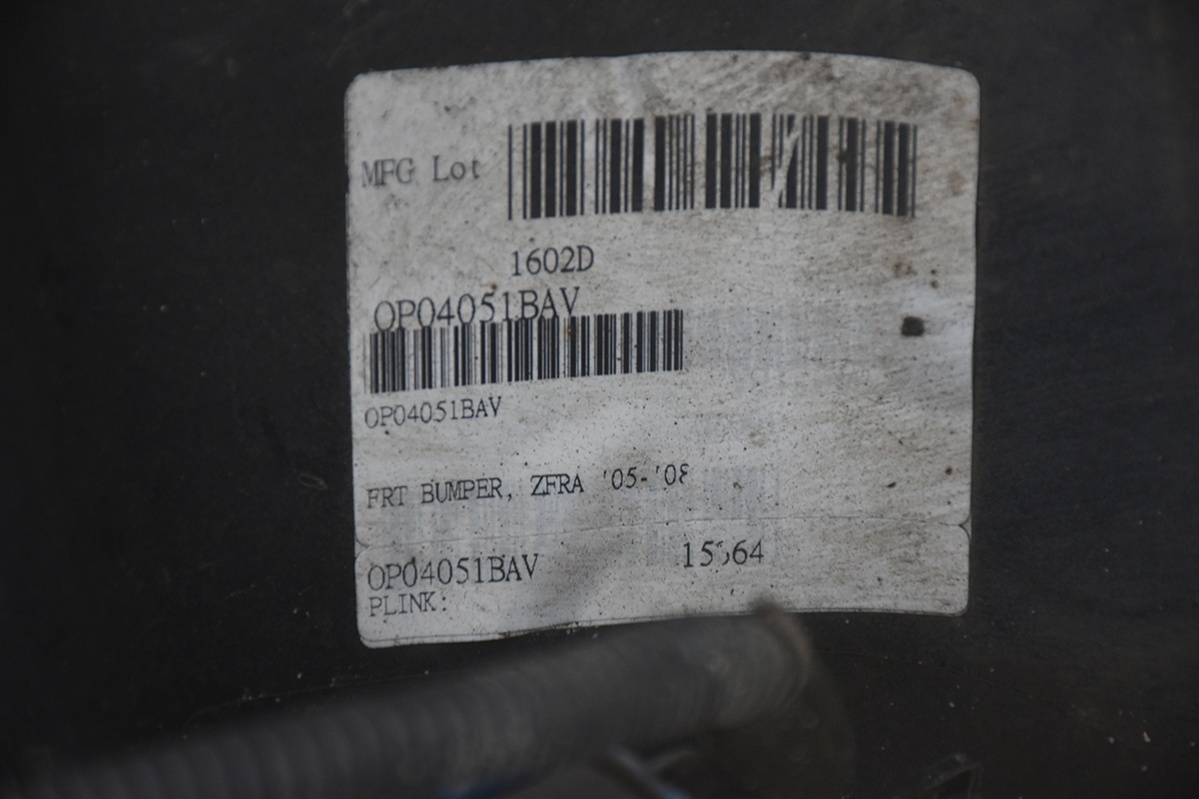 MFG Lot
1602D
OP04051BAV
OP04051BAV
FRT BUMPER, ZFRA '05-'08
OP04051BAV
PLINK: